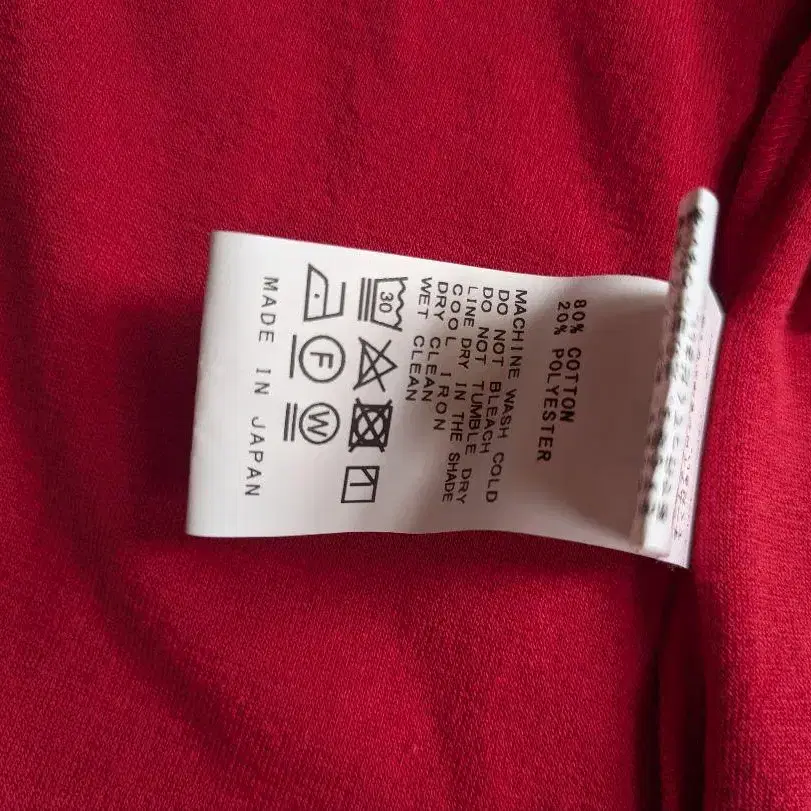 80% COTTON
20% POLYESTER
MACHINE WASH COLD
DO NOT BLEACH
DO NOT TUMBLE DRY
LINE DRY IN THE SHADE
COOL IRON
DRY CLEAN
WET CLEAN
30
F W
MADE IN JAPAN